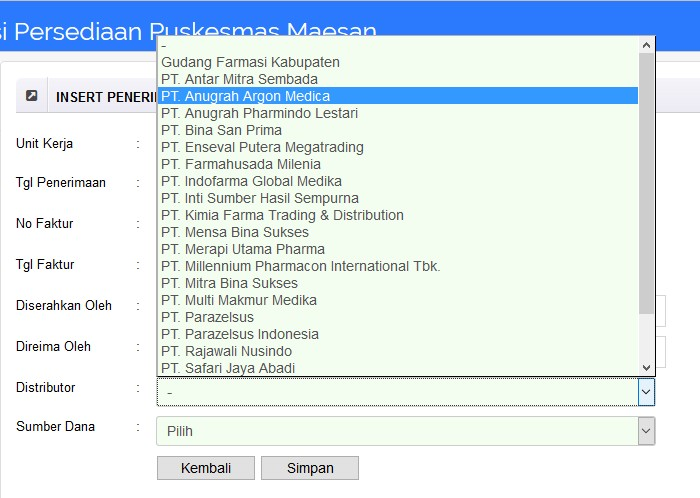 si Persediaan Puskesmas Maesan
INSERT PENERI
Unit Kerja :
Tgl Penerimaan :
No Faktur :
Tgl Faktur :
Diserahkan Oleh :
Direima Oleh :
-
Gudang Farmasi Kabupaten
PT. Antar Mitra Sembada
PT. Anugrah Argon Medica
PT. Anugrah Pharmindo Lestari
PT. Bina San Prima
PT. Enseval Putera Megatrading
PT. Farmahusada Milenia
PT. Indofarma Global Medika
PT. Inti Sumber Hasil Sempurna
PT. Kimia Farma Trading & Distribution
PT. Mensa Bina Sukses
PT. Merapi Utama Pharma
PT. Millennium Pharmacon International Tbk.
PT. Mitra Bina Sukses
PT. Multi Makmur Medika
PT. Parazelsus
PT. Parazelsus Indonesia
PT. Rajawali Nusindo
PT. Safari Jaya Abadi
Distributor : -
Sumber Dana : Pilih
Kembali Simpan